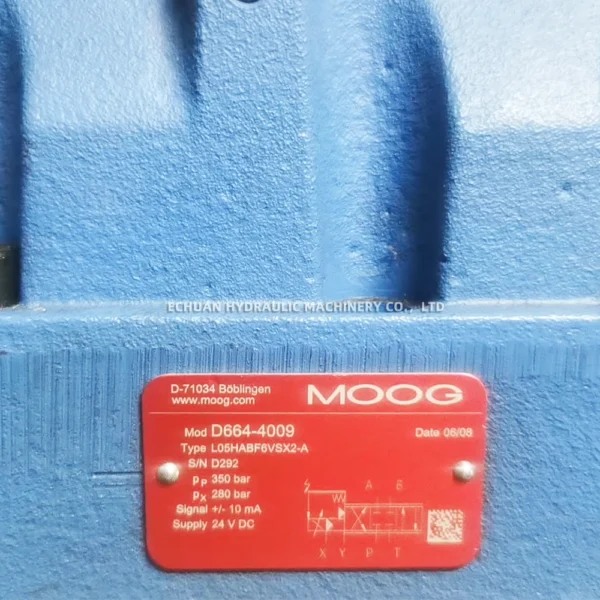 ECHUAN HYDRAULIC MACHINERY CO., LTD
D-71034 Böblingen
www.moog.com
MOOG
Mod D664-4009
Date 06/08
Type L05HABF6VSX2-A
S/N D292
pP 350 bar
pX 280 bar
Signal +/- 10 mA
Supply 24 V DC
A B
X Y P T